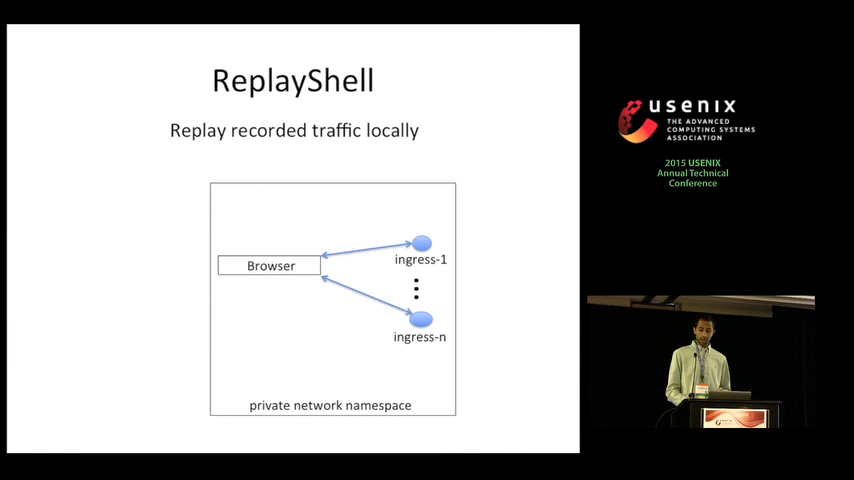 ReplayShell
Replay recorded traffic locally
Browser
ingress-1
ingress-n
private network namespace
usenix
THE ADVANCED
COMPUTING SYSTEMS
ASSOCIATION
2015 USENIX
Annual Technical
Conference